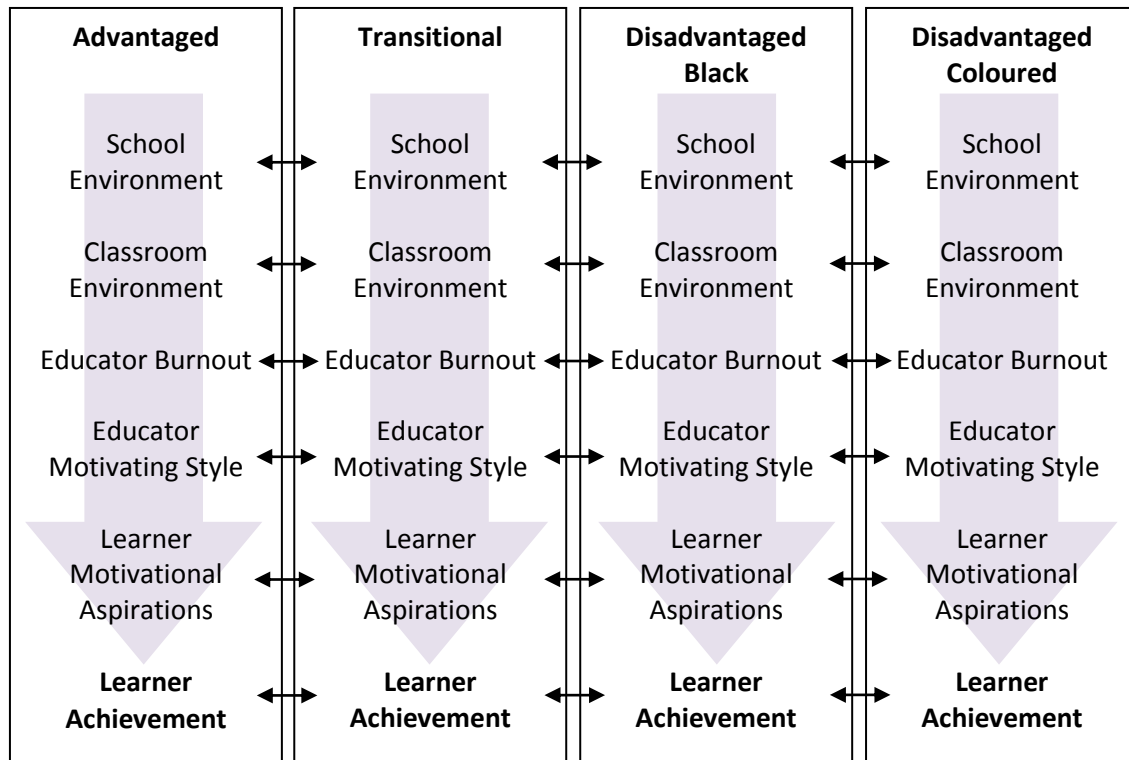 Advantaged
School
Environment
Classroom
Environment
Educator Burnout
Educator
Motivating Style
Learner
Motivational
Aspirations
Learner
Achievement
Transitional
School
Environment
Classroom
Environment
Educator Burnout
Educator
Motivating Style
Learner
Motivational
Aspirations
Learner
Achievement
Disadvantaged
Black
School
Environment
Classroom
Environment
Educator Burnout
Educator
Motivating Style
Learner
Motivational
Aspirations
Learner
Achievement
Disadvantaged
Coloured
School
Environment
Classroom
Environment
Educator Burnout
Educator
Motivating Style
Learner
Motivational
Aspirations
Learner
Achievement